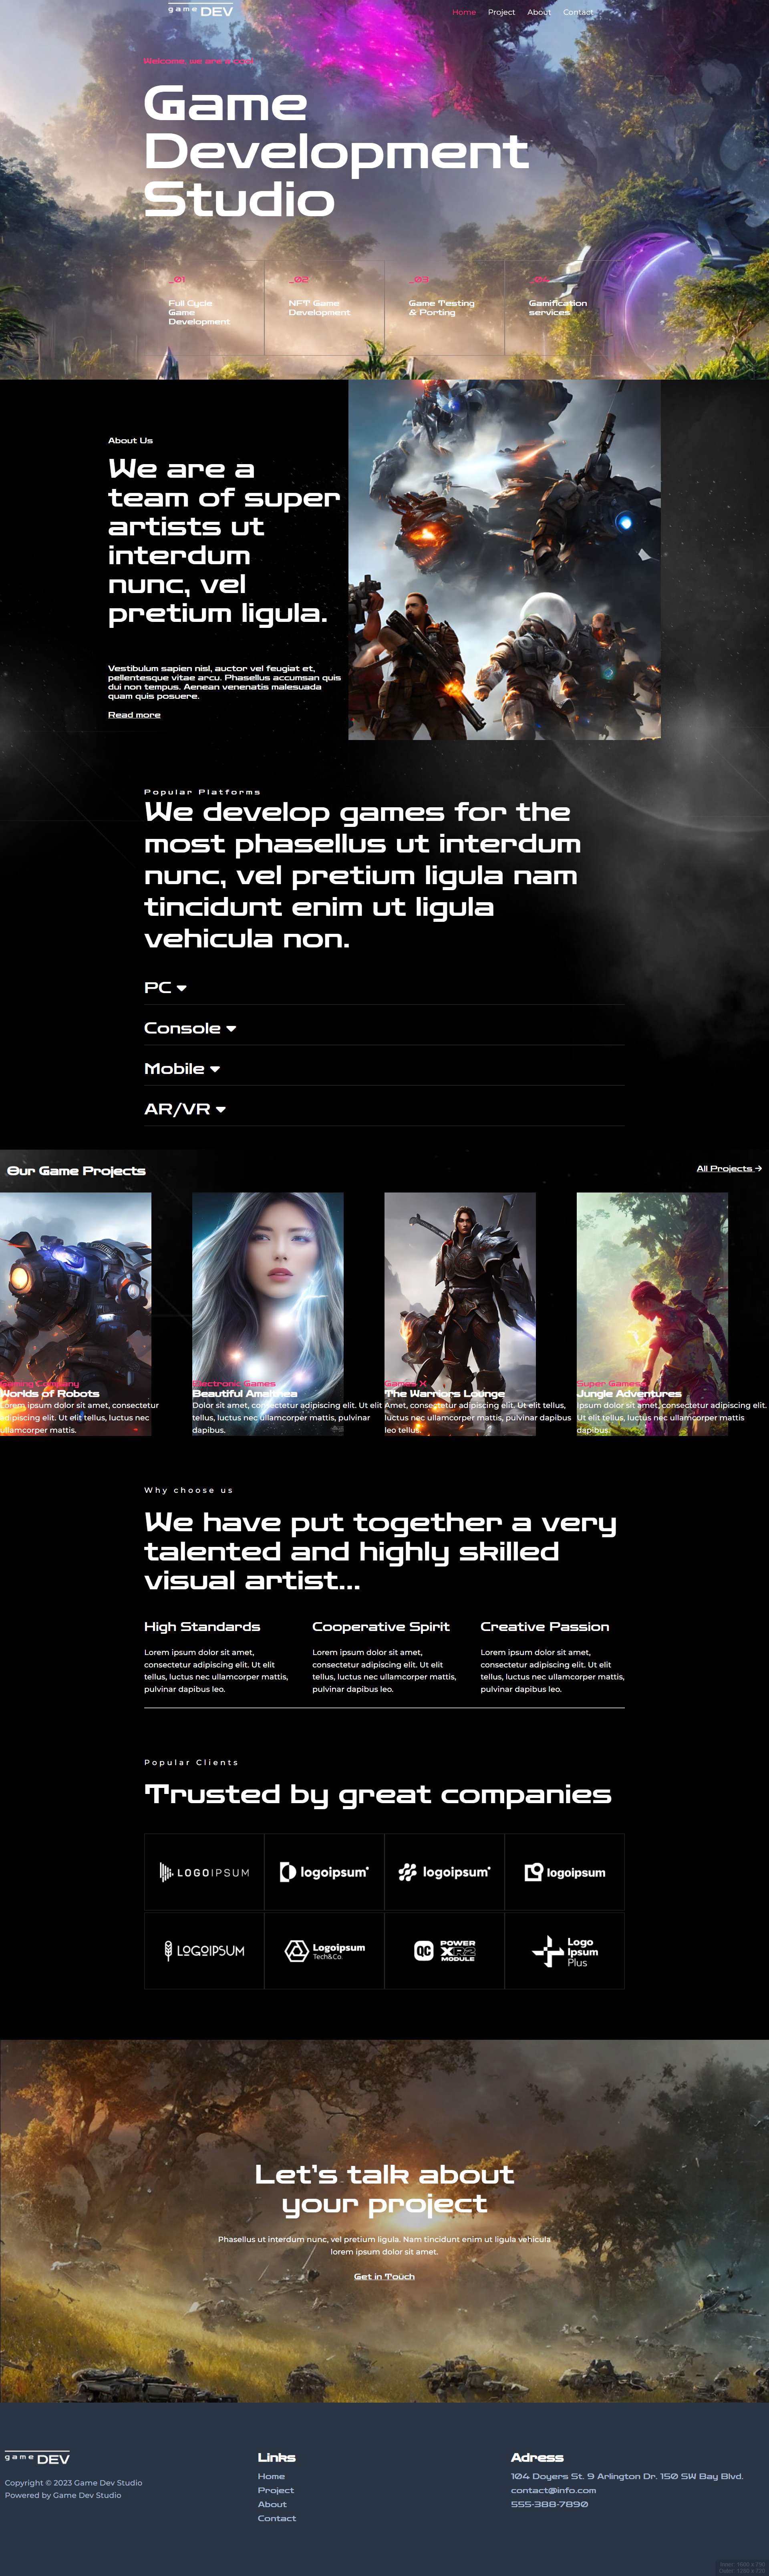 game DEV
Home Project About Contact
Welcome, we are a cool
Game
Development
Studio
_01
Full Cycle
Game
Development
_02
NFT Game
Development
_03
Game Testing
& Porting
_04
Gamification
services
About Us
We are a
team of super
artists ut
interdum
nunc, vel
pretium ligula.
Vestibulum sapien nisl, auctor vel feugiat et,
pellentesque vitae arcu. Phasellus accumsan quis
dui non tempus. Aenean venenatis malesuada
quam quis posuere.
Read more
Popular Platforms
We develop games for the
most phasellus ut interdum
nunc, vel pretium ligula nam
tincidunt enim ut ligula
vehicula non.
PC
Console
Mobile
AR/VR
Our Game Projects
All Projects →
Gaming Company
Worlds of Robots
Lorem ipsum dolor sit amet, consectetur
adipiscing elit. Ut elit tellus, luctus nec
ullamcorper mattis.
Electronic Games
Beautiful Amalthea
Dolor sit amet, consectetur adipiscing elit. Ut elit
tellus, luctus nec ullamcorper mattis, pulvinar
dapibus.
Games X
The Warriors Lounge
Amet, consectetur adipiscing elit. Ut elit tellus,
luctus nec ullamcorper mattis, pulvinar dapibus
leo tellus.
Super Games
Jungle Adventures
Ipsum dolor sit amet, consectetur adipiscing elit.
Ut elit tellus, luctus nec ullamcorper mattis
dapibus.
Why choose us
We have put together a very
talented and highly skilled
visual artist...
High Standards
Lorem ipsum dolor sit amet,
consectetur adipiscing elit. Ut elit
tellus, luctus nec ullamcorper mattis,
pulvinar dapibus leo.
Cooperative Spirit
Lorem ipsum dolor sit amet,
consectetur adipiscing elit. Ut elit
tellus, luctus nec ullamcorper mattis,
pulvinar dapibus leo.
Creative Passion
Lorem ipsum dolor sit amet,
consectetur adipiscing elit. Ut elit
tellus, luctus nec ullamcorper mattis,
pulvinar dapibus leo.
Popular Clients
Trusted by great companies
LOGOIPSUM
logoipsum
logoipsum
logoipsum
LOGOIPSUM
Logoipsum
Tech&Co.
QC
POWER
XR2
MODULE
Logo
Ipsum
Plus
Let's talk about
your project
Phasellus ut interdum nunc, vel pretium ligula. Nam tincidunt enim ut ligula vehicula
lorem ipsum dolor sit amet.
Get in Touch
game DEV
Copyright © 2023 Game Dev Studio
Powered by Game Dev Studio
Links
Home
Project
About
Contact
Adress
104 Doyers St. 9 Arlington Dr. 150 SW Bay Blvd.
contact@info.com
555-388-7890